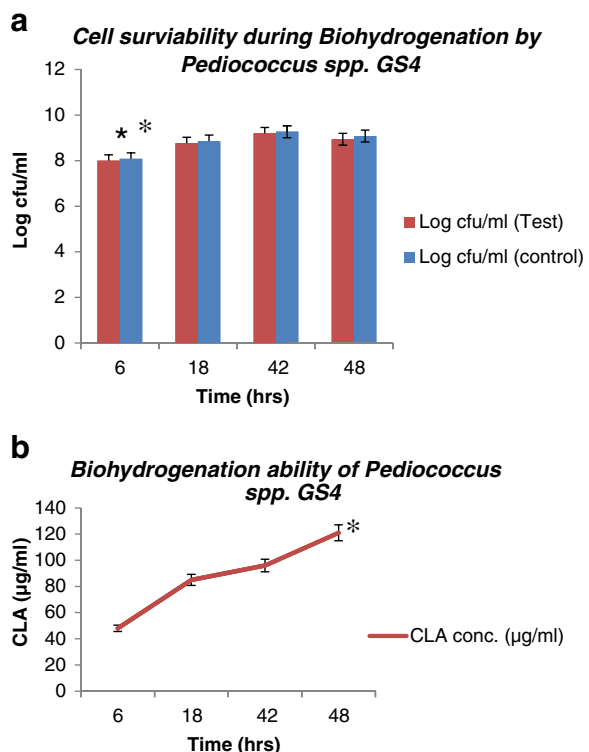 a
Cell surviability during Biohydrogenation by
Pediococcus spp. GS4
12
10
8
6
4
2
0
Log cfu/ml
* *
6 18 42 48
Time (hrs)
Log cfu/ml (Test)
Log cfu/ml (control)
b
Biohydrogenation ability of Pediococcus
spp. GS4
140
120
100
80
60
40
20
0
CLA (µg/ml)
*
6 18 42 48
Time (hrs)
CLA conc. (µg/ml)